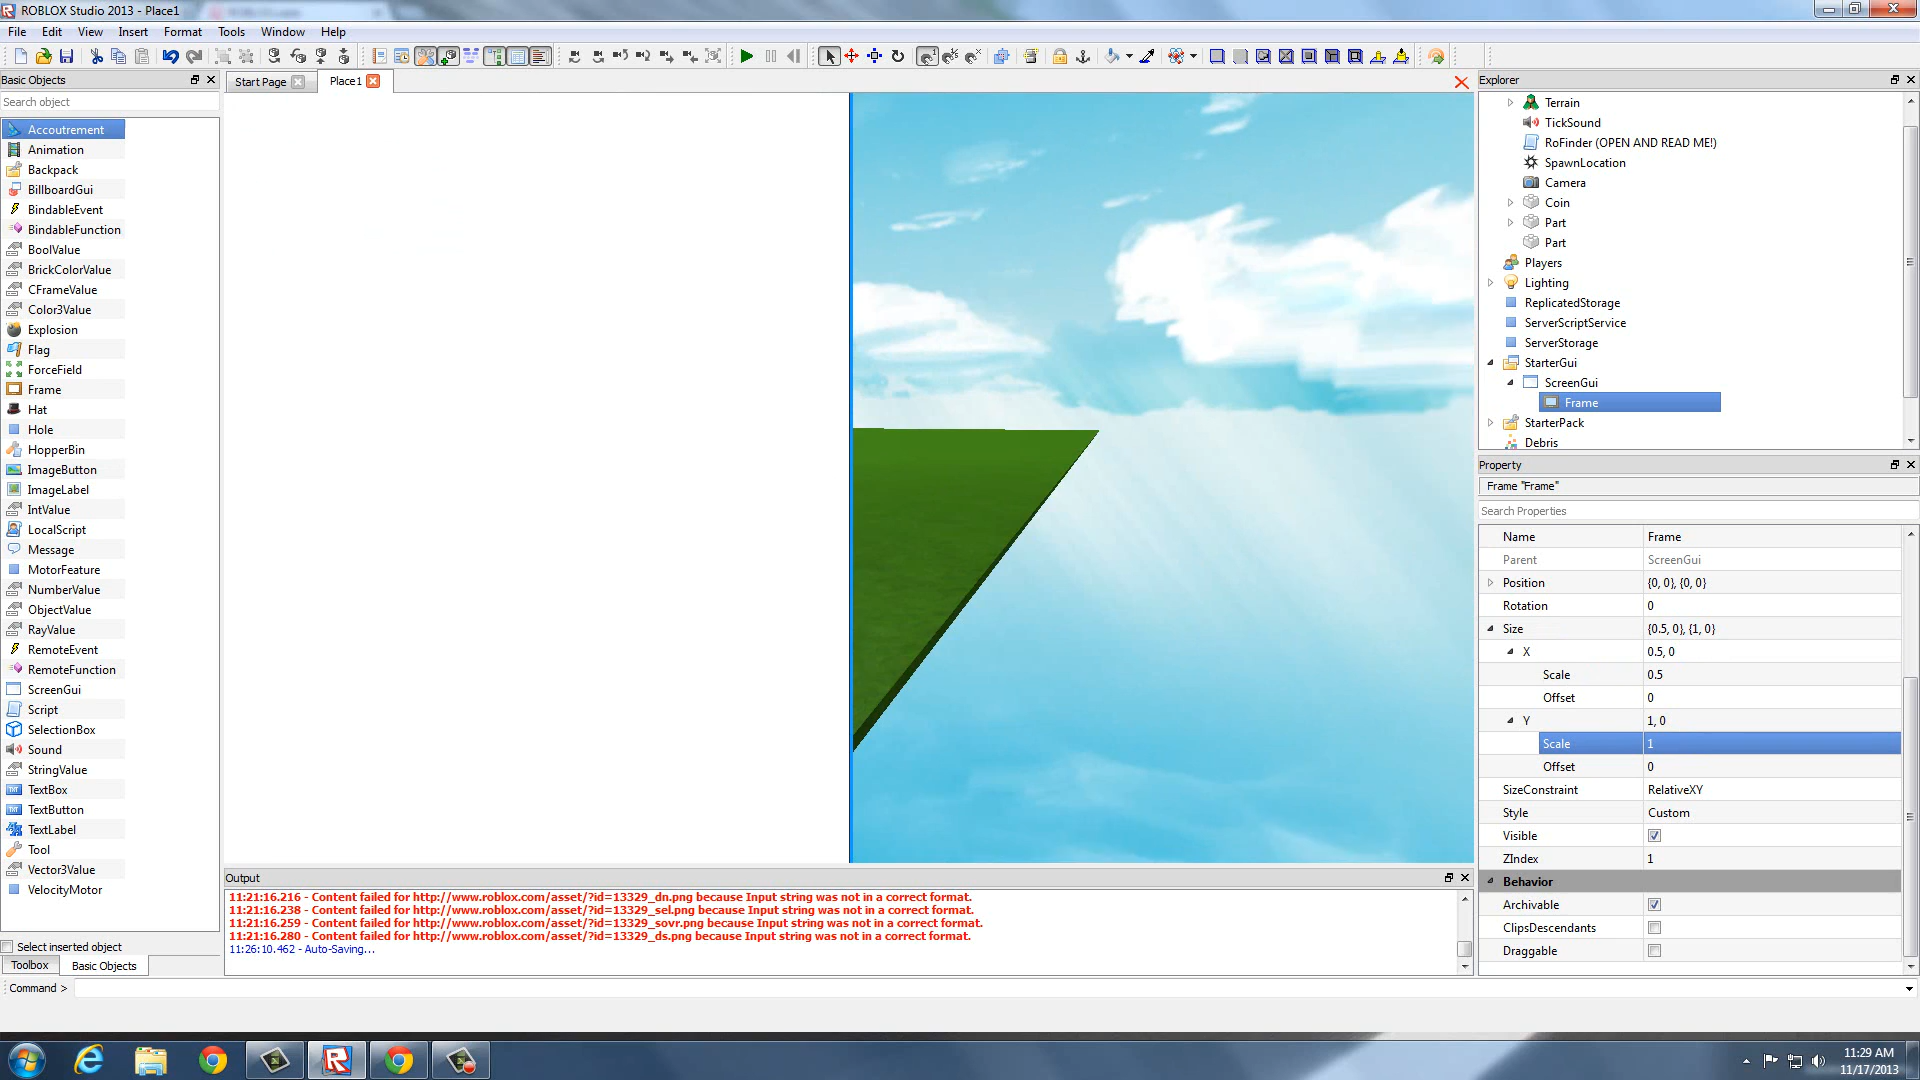 ROBLOX Studio 2013 - Place1
File Edit View Insert Format Tools Window Help
Basic Objects
Search object
Accoutrement
Animation
Backpack
BillboardGui
BindableEvent
BindableFunction
BoolValue
BrickColorValue
CFrameValue
Color3Value
Explosion
Flag
ForceField
Frame
Hat
Hole
HopperBin
ImageButton
ImageLabel
IntValue
LocalScript
Message
MotorFeature
NumberValue
ObjectValue
RayValue
RemoteEvent
RemoteFunction
ScreenGui
Script
SelectionBox
Sound
StringValue
TextBox
TextButton
TextLabel
Tool
Vector3Value
VelocityMotor
Select inserted object
Toolbox Basic Objects
Command >
Start Page Place1
Output
11:21:16.216 - Content failed for http://www.roblox.com/asset/?id=13329_dn.png because Input string was not in a correct format.
11:21:16.238 - Content failed for http://www.roblox.com/asset/?id=13329_sel.png because Input string was not in a correct format.
11:21:16.259 - Content failed for http://www.roblox.com/asset/?id=13329_sovr.png because Input string was not in a correct format.
11:21:16.280 - Content failed for http://www.roblox.com/asset/?id=13329_ds.png because Input string was not in a correct format.
11:26:10.462 - Auto-Saving...
Explorer
Terrain
TickSound
RoFinder (OPEN AND READ ME!)
SpawnLocation
Camera
Coin
Part
Part
Players
Lighting
ReplicatedStorage
ServerScriptService
ServerStorage
StarterGui
ScreenGui
Frame
StarterPack
Debris
Property
Frame "Frame"
Search Properties
Name Frame
Parent ScreenGui
Position {0, 0}, {0, 0}
Rotation 0
Size {0.5, 0}, {1, 0}
X 0.5, 0
Scale 0.5
Offset 0
Y 1, 0
Scale 1
Offset 0
SizeConstraint RelativeXY
Style Custom
Visible
ZIndex 1
Behavior
Archivable
ClipsDescendants
Draggable
11:29 AM
11/17/2013